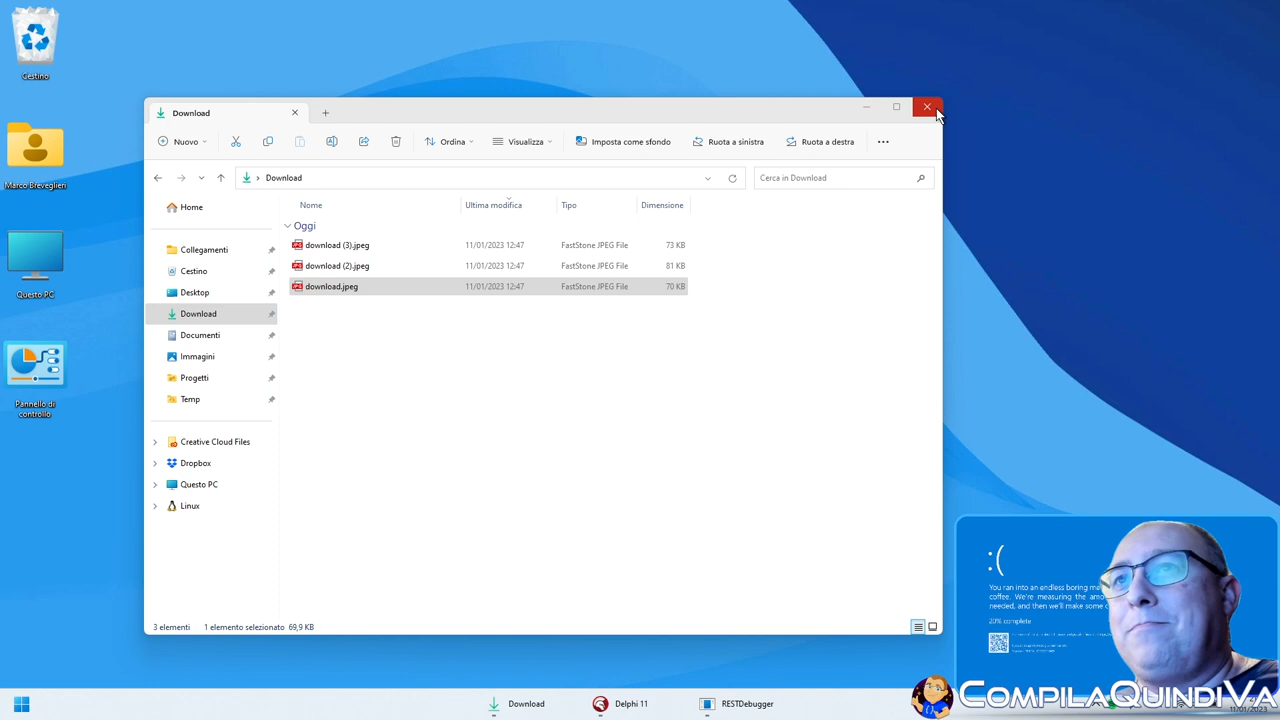 Cestino
Marco Breveglieri
Questo PC
Pannello di
controllo
Download
Nuovo
Ordina
Visualizza
Imposta come sfondo
Ruota a sinistra
Ruota a destra
Download
Cerca in Download
Home
Collegamenti
Cestino
Desktop
Download
Documenti
Immagini
Progetti
Temp
Creative Cloud Files
Dropbox
Questo PC
Linux
Nome Ultima modifica Tipo Dimensione
Oggi
download (3).jpeg 11/01/2023 12:47 FastStone JPEG File 73 KB
download (2).jpeg 11/01/2023 12:47 FastStone JPEG File 81 KB
download.jpeg 11/01/2023 12:47 FastStone JPEG File 70 KB
3 elementi 1 elemento selezionato 69,9 KB
:(
You ran into an endless boring me
coffee. We're measuring the amo
needed, and then we'll make some c
20% complete
CompilaQuindiVa
Download
Delphi 11
RESTDebugger
11/01/2023